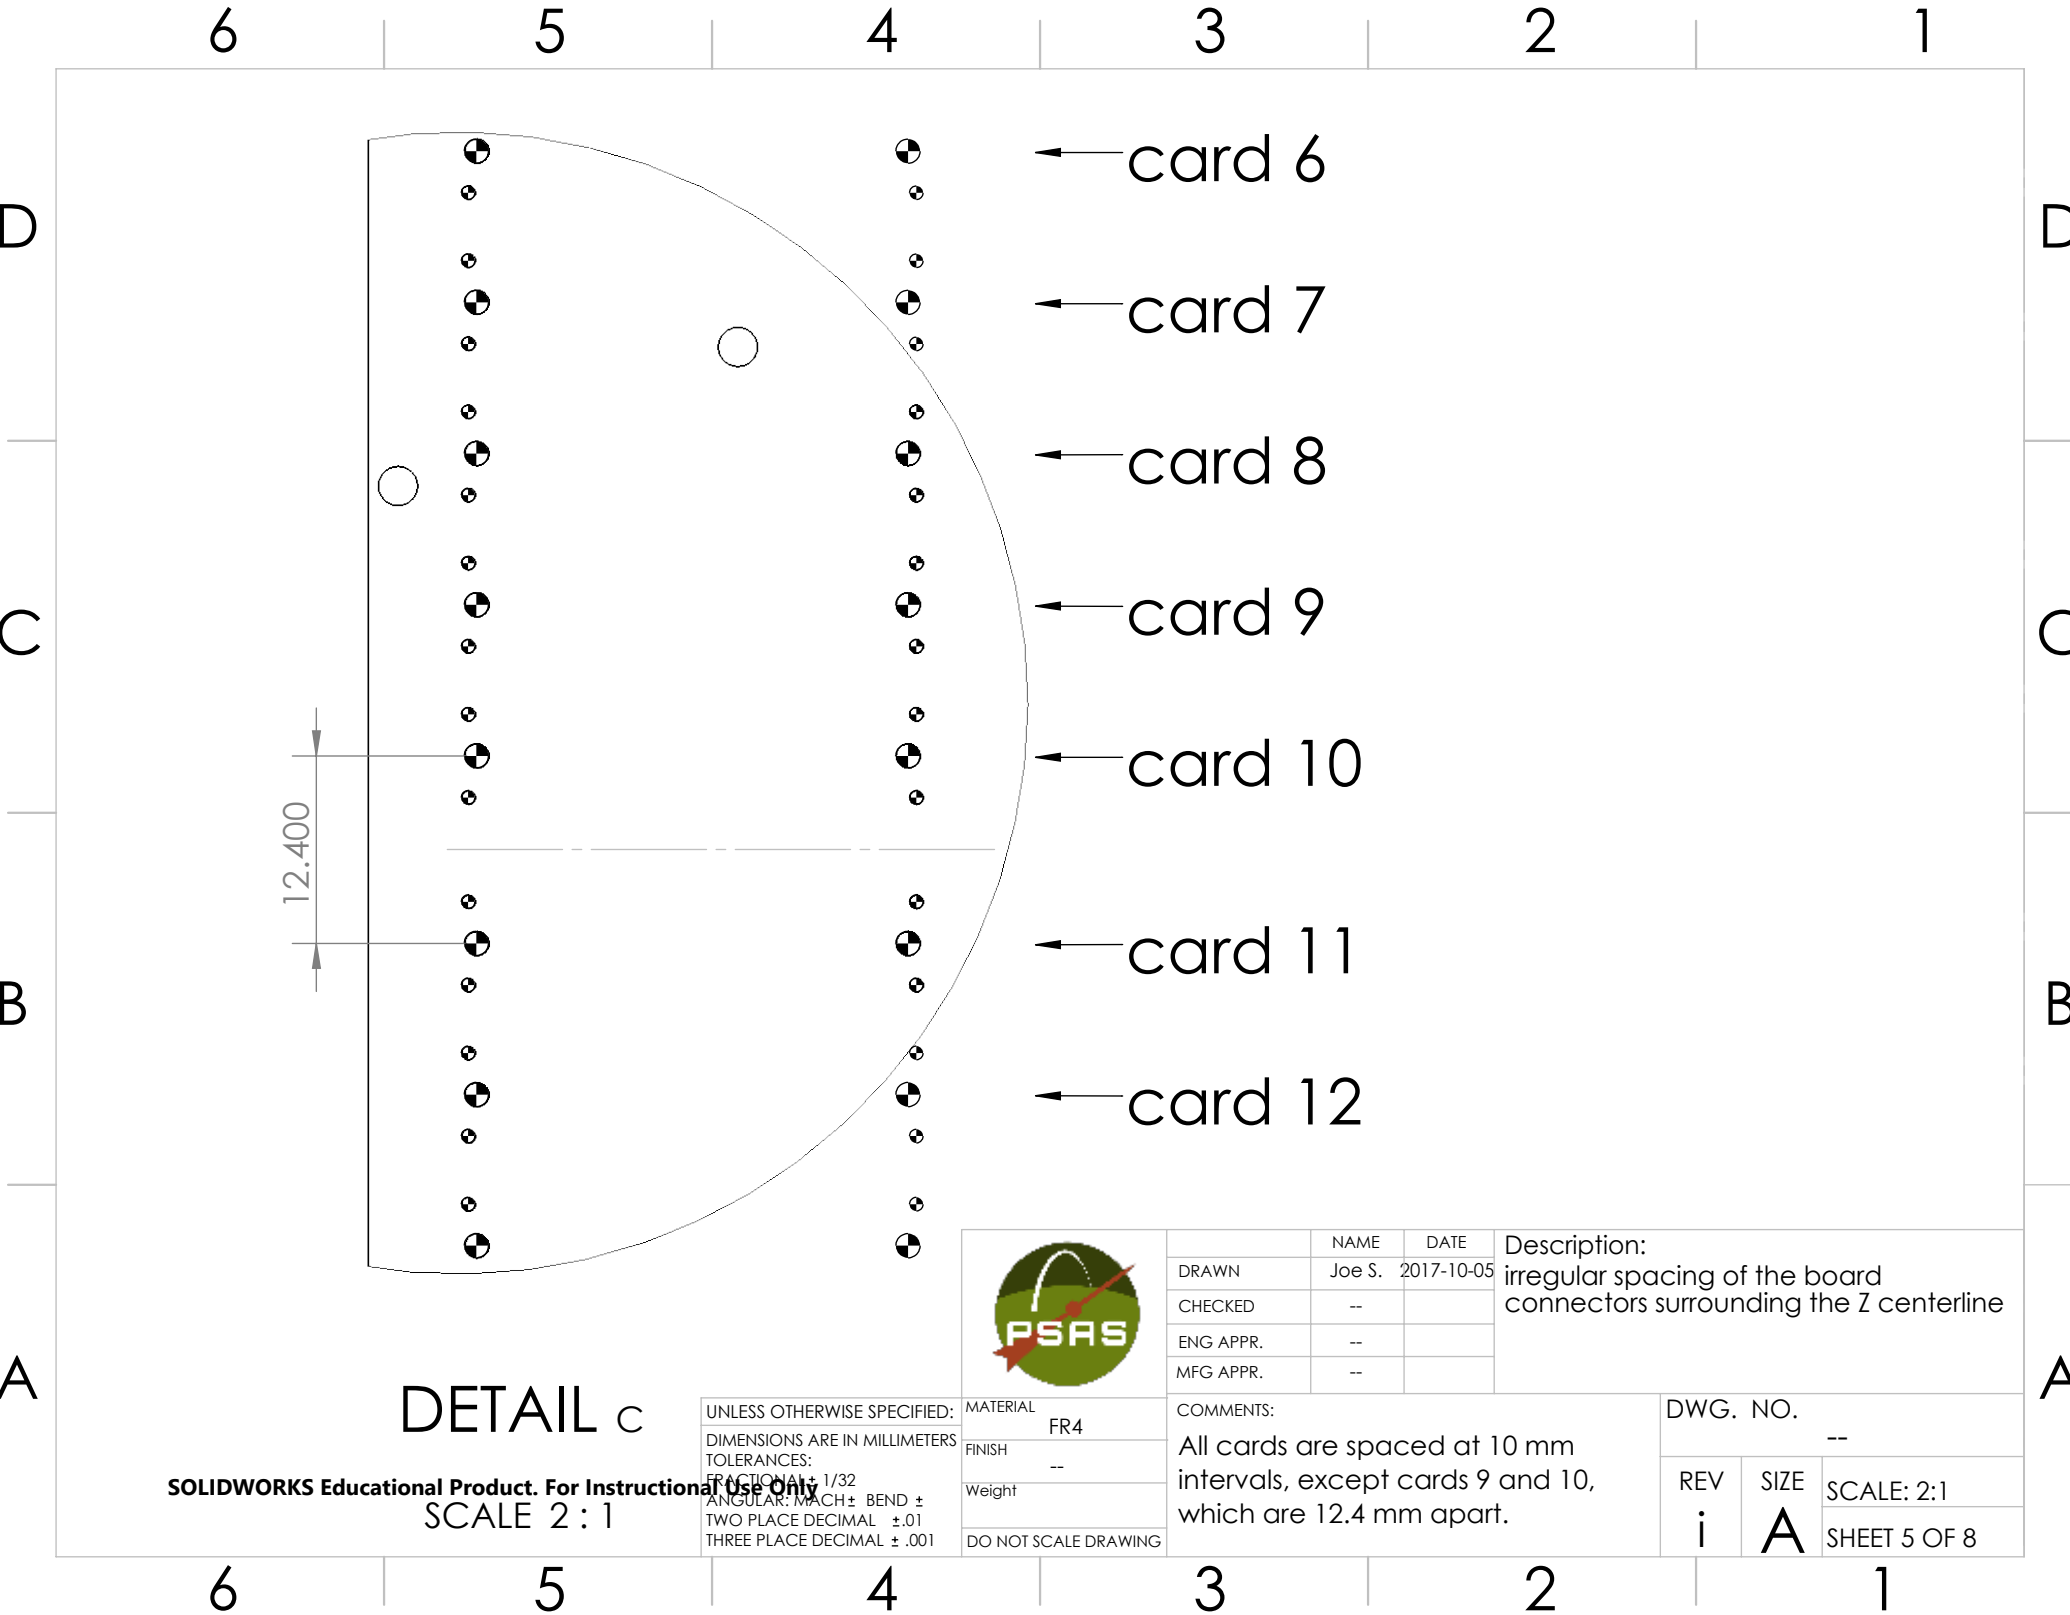 6 5 4 3 2 1
D D
C C
B B
A A
card 6
card 7
card 8
card 9
card 10
card 11
card 12
12.400
DETAIL C
SCALE 2 : 1
SOLIDWORKS Educational Product. For Instructional Use Only
UNLESS OTHERWISE SPECIFIED:
DIMENSIONS ARE IN MILLIMETERS
TOLERANCES:
FRACTIONAL ± 1/32
ANGULAR: MACH ± BEND ±
TWO PLACE DECIMAL ±.01
THREE PLACE DECIMAL ± .001
PSAS
MATERIAL
FR4
FINISH
--
Weight
DO NOT SCALE DRAWING
NAME DATE
DRAWN Joe S. 2017-10-05
CHECKED --
ENG APPR. --
MFG APPR. --
Description:
irregular spacing of the board
connectors surrounding the Z centerline
COMMENTS:
All cards are spaced at 10 mm
intervals, except cards 9 and 10,
which are 12.4 mm apart.
DWG. NO.
--
REV
i
SIZE
A
SCALE: 2:1
SHEET 5 OF 8
6 5 4 3 2 1